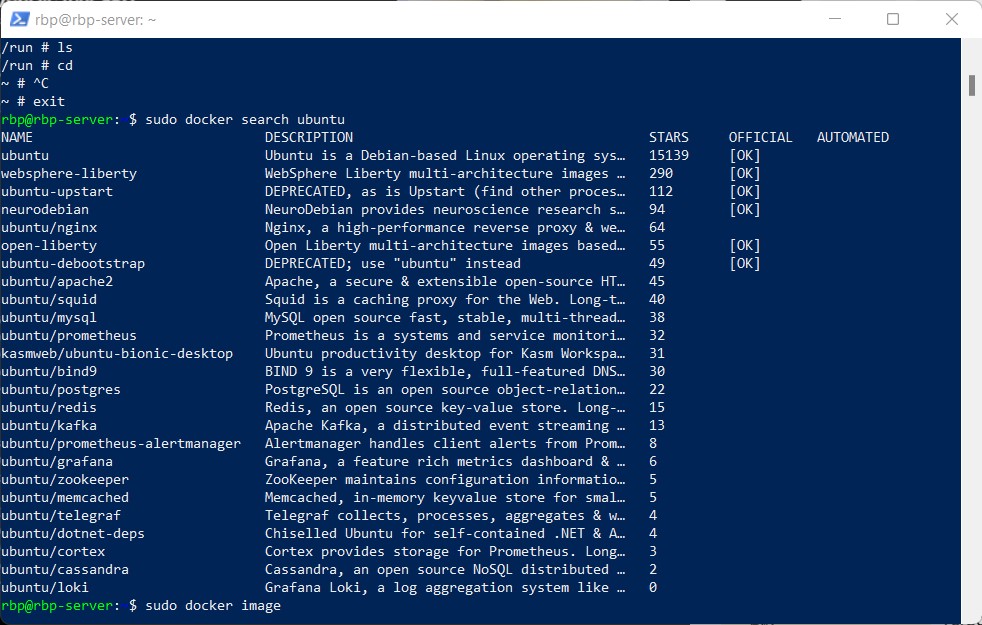 rbp@rbp-server: ~
/run # ls
/run # cd
~ # ^C
~ # exit
rbp@rbp-server: $ sudo docker search ubuntu
NAME DESCRIPTION STARS OFFICIAL AUTOMATED
ubuntu Ubuntu is a Debian-based Linux operating sys… 15139 [OK]
websphere-liberty WebSphere Liberty multi-architecture images … 290 [OK]
ubuntu-upstart DEPRECATED, as is Upstart (find other proces… 112 [OK]
neurodebian NeuroDebian provides neuroscience research s… 94 [OK]
ubuntu/nginx Nginx, a high-performance reverse proxy & we… 64
open-liberty Open Liberty multi-architecture images based… 55 [OK]
ubuntu-debootstrap DEPRECATED; use "ubuntu" instead 49 [OK]
ubuntu/apache2 Apache, a secure & extensible open-source HT… 45
ubuntu/squid Squid is a caching proxy for the Web. Long-t… 40
ubuntu/mysql MySQL open source fast, stable, multi-thread… 38
ubuntu/prometheus Prometheus is a systems and service monitori… 32
kasmweb/ubuntu-bionic-desktop Ubuntu productivity desktop for Kasm Workspa… 31
ubuntu/bind9 BIND 9 is a very flexible, full-featured DNS… 30
ubuntu/postgres PostgreSQL is an open source object-relation… 22
ubuntu/redis Redis, an open source key-value store. Long-… 15
ubuntu/kafka Apache Kafka, a distributed event streaming … 13
ubuntu/prometheus-alertmanager Alertmanager handles client alerts from Prom… 8
ubuntu/grafana Grafana, a feature rich metrics dashboard & … 6
ubuntu/zookeeper ZooKeeper maintains configuration informatio… 5
ubuntu/memcached Memcached, in-memory keyvalue store for smal… 5
ubuntu/telegraf Telegraf collects, processes, aggregates & w… 4
ubuntu/dotnet-deps Chiselled Ubuntu for self-contained .NET & A… 4
ubuntu/cortex Cortex provides storage for Prometheus. Long… 3
ubuntu/cassandra Cassandra, an open source NoSQL distributed … 2
ubuntu/loki Grafana Loki, a log aggregation system like … 0
rbp@rbp-server: $ sudo docker image